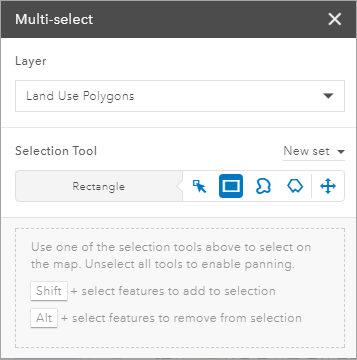 Multi-select
Layer
Land Use Polygons
Selection Tool
New set
Rectangle
Use one of the selection tools above to select on
the map. Unselect all tools to enable panning.
Shift + select features to add to selection
Alt + select features to remove from selection